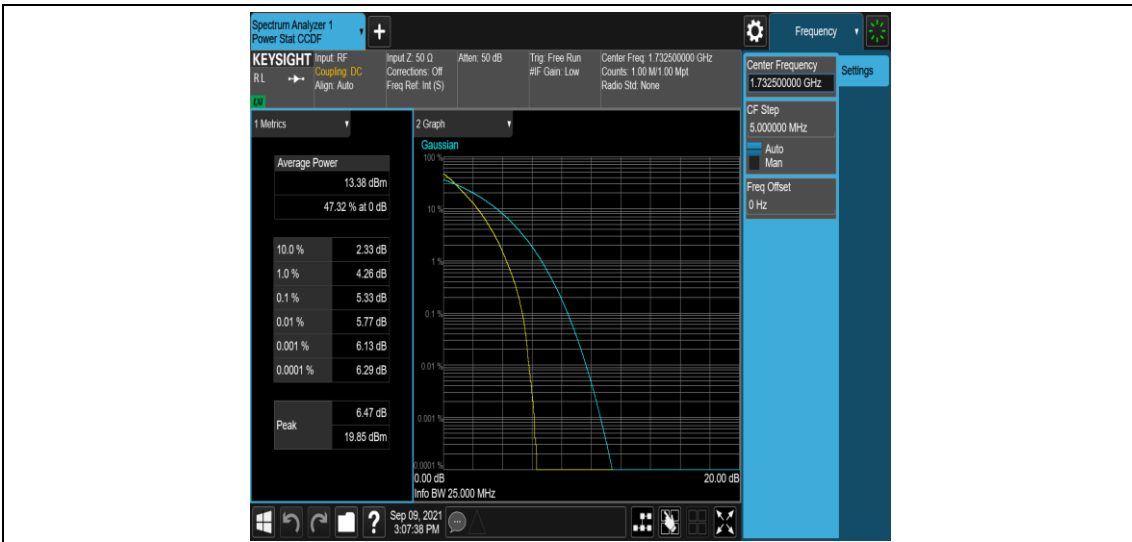 Spectrum Analyzer 1
Power Stat CCDF
+
Frequency
KEYSIGHT
RL
LNI
Input: RF
Coupling: DC
Align: Auto
Input Z: 50 Ω
Corrections: Off
Freq Ref: Int (S)
Atten: 50 dB
Trig: Free Run
#IF Gain: Low
Center Freq: 1.732500000 GHz
Counts: 1.00 M/1.00 Mpt
Radio Std: None
Center Frequency
1.732500000 GHz
Settings
CF Step
5.000000 MHz
Auto
Man
Freq Offset
0 Hz
1 Metrics
Average Power
13.38 dBm
47.32 % at 0 dB
10.0 % 2.33 dB
1.0 % 4.26 dB
0.1 % 5.33 dB
0.01 % 5.77 dB
0.001 % 6.13 dB
0.0001 % 6.29 dB
Peak 6.47 dB
19.85 dBm
2 Graph
Gaussian
100 %
10 %
1 %
0.1 %
0.01 %
0.001 %
0.0001 %
0.00 dB 20.00 dB
Info BW 25.000 MHz
?
Sep 09, 2021
3:07:38 PM